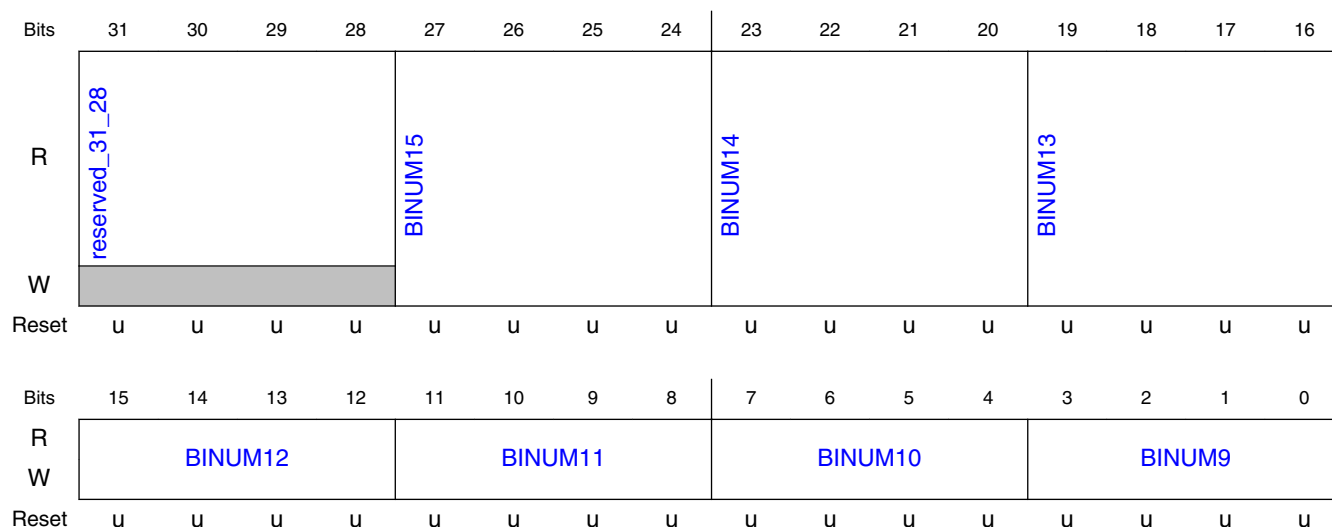 Bits 31 30 29 28 27 26 25 24 23 22 21 20 19 18 17 16
R reserved_31_28 BINUM15 BINUM14 BINUM13
W
Reset u u u u u u u u u u u u u u u u
Bits 15 14 13 12 11 10 9 8 7 6 5 4 3 2 1 0
R
BINUM12 BINUM11 BINUM10 BINUM9
W
Reset u u u u u u u u u u u u u u u u